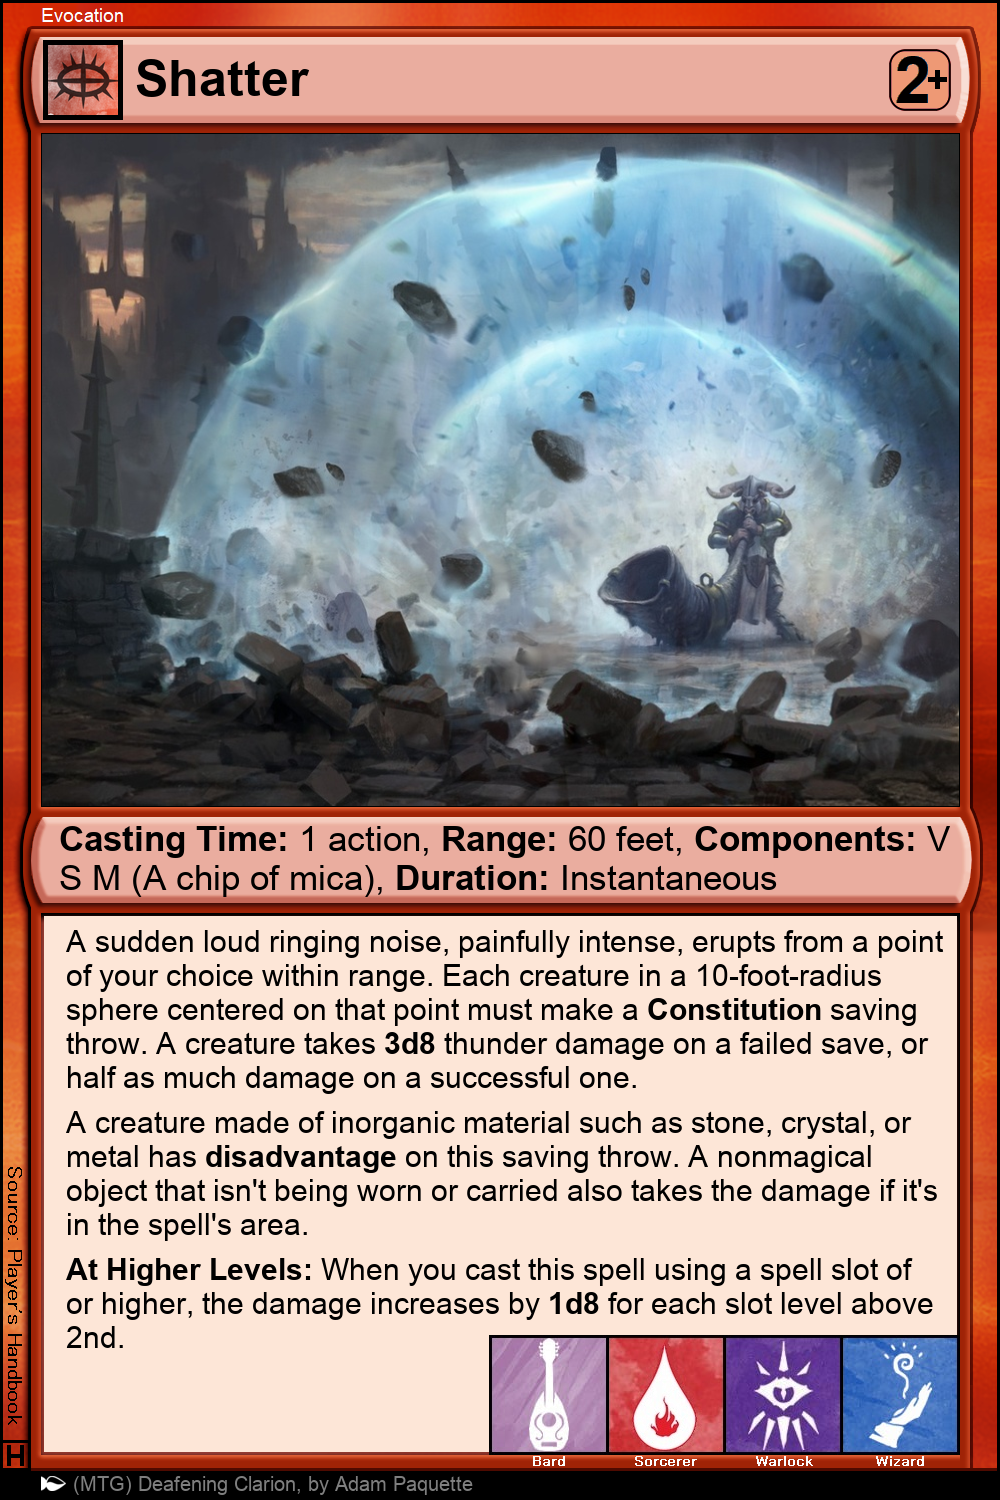 Evocation
Shatter
2+
Casting Time: 1 action, Range: 60 feet, Components: V
S M (A chip of mica), Duration: Instantaneous
A sudden loud ringing noise, painfully intense, erupts from a point
of your choice within range. Each creature in a 10-foot-radius
sphere centered on that point must make a Constitution saving
throw. A creature takes 3d8 thunder damage on a failed save, or
half as much damage on a successful one.
A creature made of inorganic material such as stone, crystal, or
metal has disadvantage on this saving throw. A nonmagical
object that isn't being worn or carried also takes the damage if it's
in the spell's area.
At Higher Levels: When you cast this spell using a spell slot of
or higher, the damage increases by 1d8 for each slot level above
2nd.
Bard
Sorcerer
Warlock
Wizard
Source: Player's Handbook
H
(MTG) Deafening Clarion, by Adam Paquette